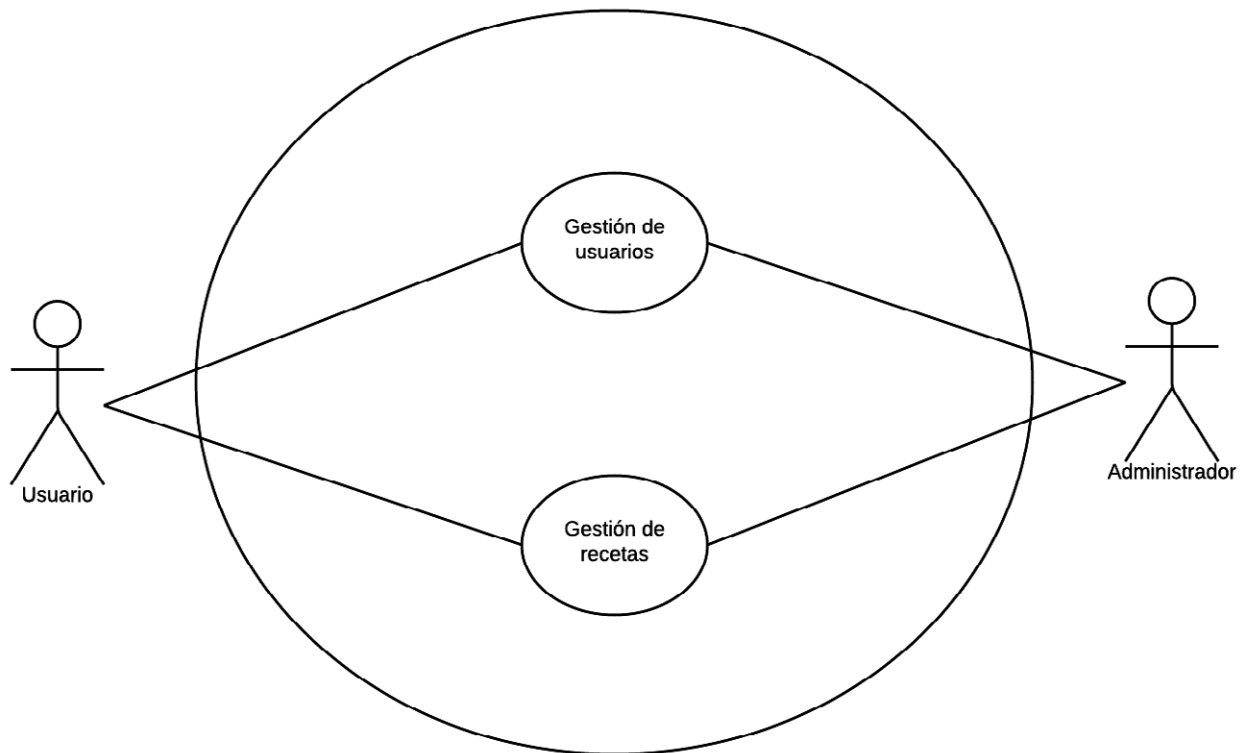 Gestión de
usuarios
Usuario
Administrador
Gestión de
recetas